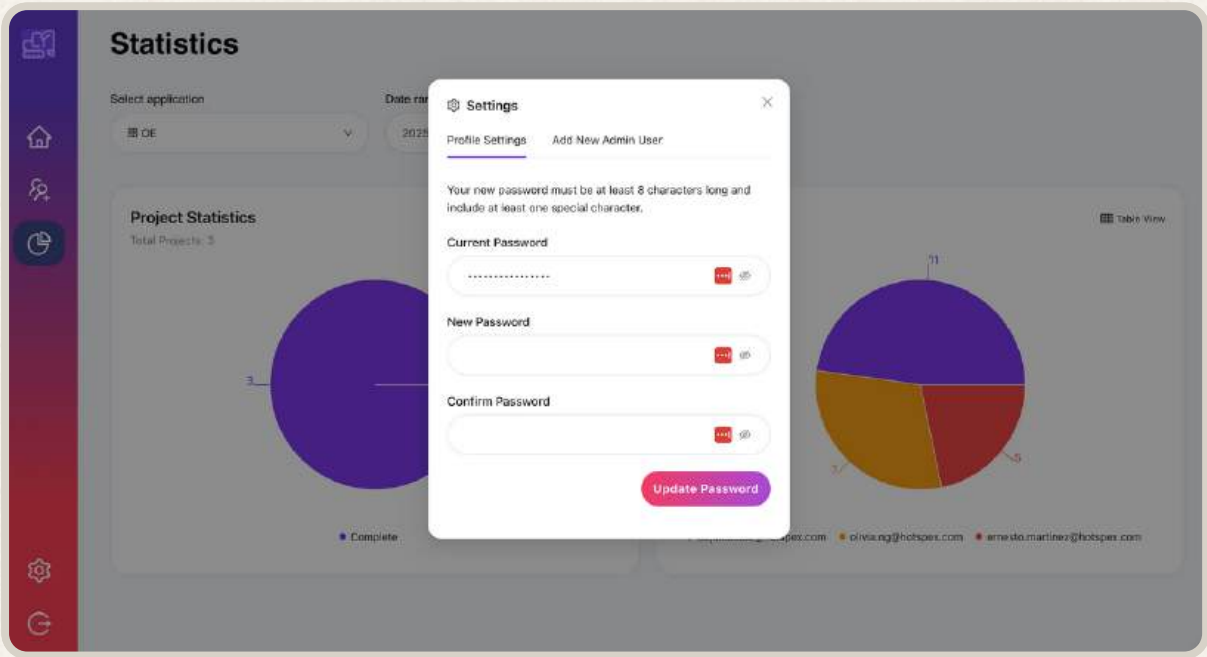 Statistics
Select application
OE
Date ran
2025
Project Statistics
Total Projects: 3
3
Complete
Settings
Profile Settings
Add New Admin User
Your new password must be at least 8 characters long and
include at least one special character.
Current Password
New Password
Confirm Password
Update Password
Table View
11
7
5
olivia.ng@hotspex.com
ernesto.martinez@hotspex.com